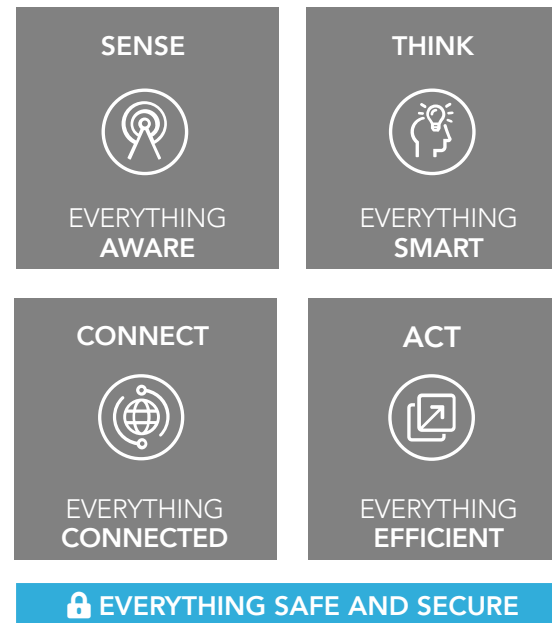 SENSE
EVERYTHING
AWARE
THINK
EVERYTHING
SMART
CONNECT
EVERYTHING
CONNECTED
ACT
EVERYTHING
EFFICIENT
EVERYTHING SAFE AND SECURE